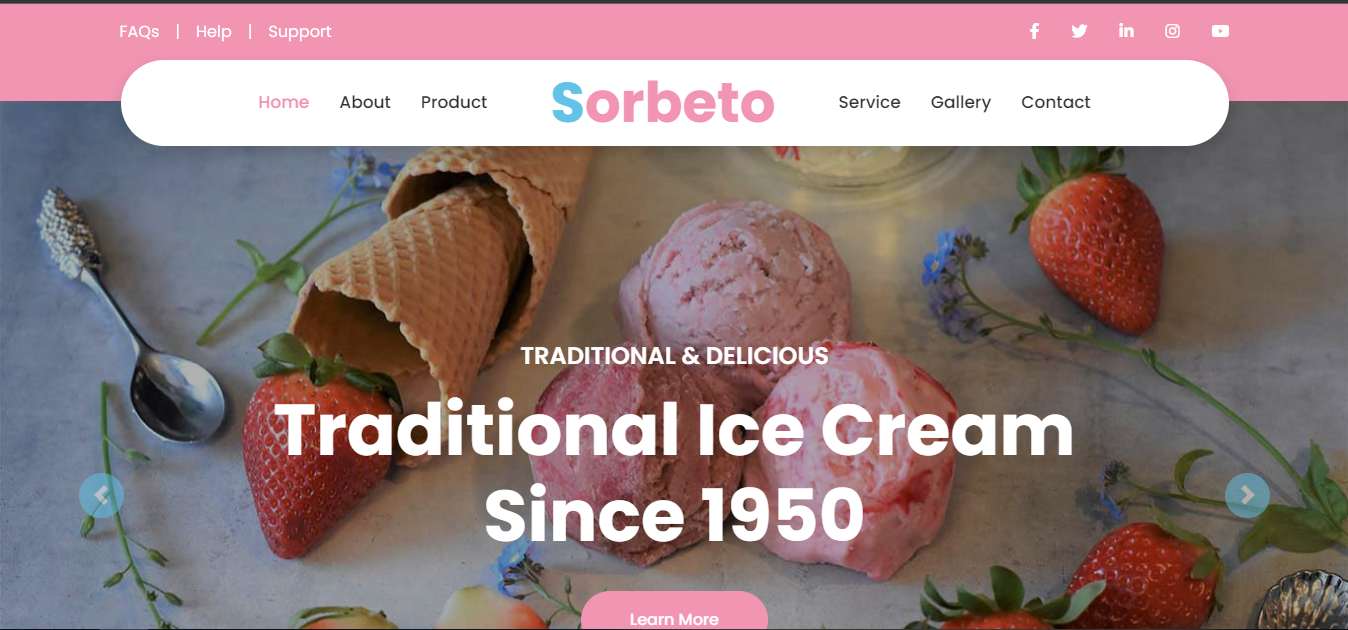 FAQs | Help | Support
Home About Product Sorbeto Service Gallery Contact
TRADITIONAL & DELICIOUS
Traditional Ice Cream
Since 1950
Learn More